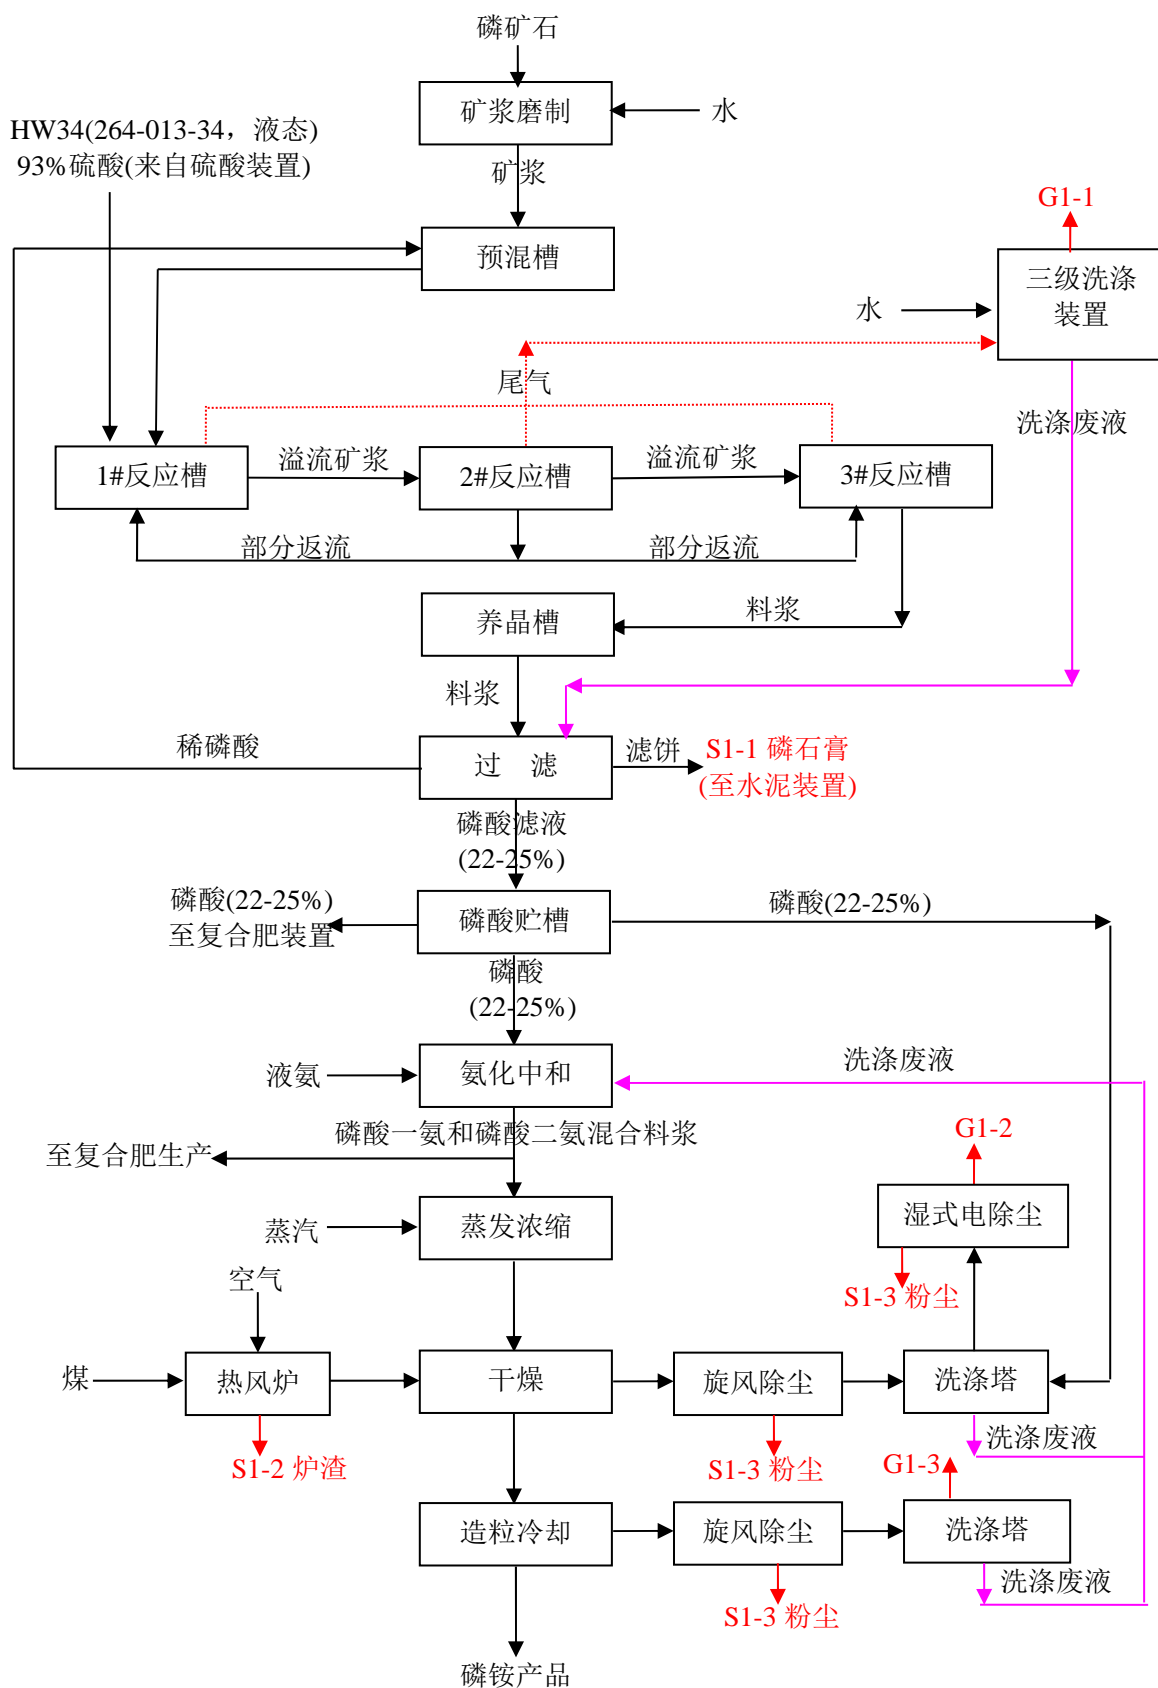 磷矿石
矿浆磨制
水
HW34(264-013-34，液态)
93%硫酸(来自硫酸装置)
矿浆
G1-1
预混槽
三级洗涤
装置
水
尾气
洗涤废液
1#反应槽
溢流矿浆
2#反应槽
溢流矿浆
3#反应槽
部分返流
部分返流
养晶槽
料浆
料浆
稀磷酸
过 滤
滤饼
S1-1 磷石膏
(至水泥装置)
磷酸滤液
(22-25%)
磷酸(22-25%)
至复合肥装置
磷酸贮槽
磷酸(22-25%)
磷酸
(22-25%)
液氨
氨化中和
洗涤废液
磷酸一氨和磷酸二氨混合料浆
至复合肥生产
G1-2
湿式电除尘
蒸汽
蒸发浓缩
S1-3 粉尘
空气
煤
热风炉
干燥
旋风除尘
洗涤塔
洗涤废液
S1-2 炉渣
S1-3 粉尘
G1-3
造粒冷却
旋风除尘
洗涤塔
洗涤废液
S1-3 粉尘
磷铵产品